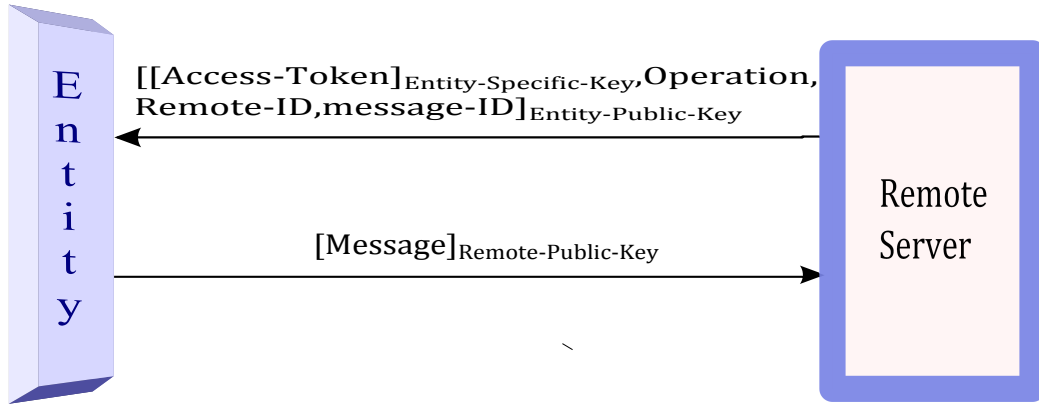 Entity
[[Access-Token]Entity-Specific-Key,Operation,
Remote-ID,message-ID]Entity-Public-Key
[Message]Remote-Public-Key
Remote
Server